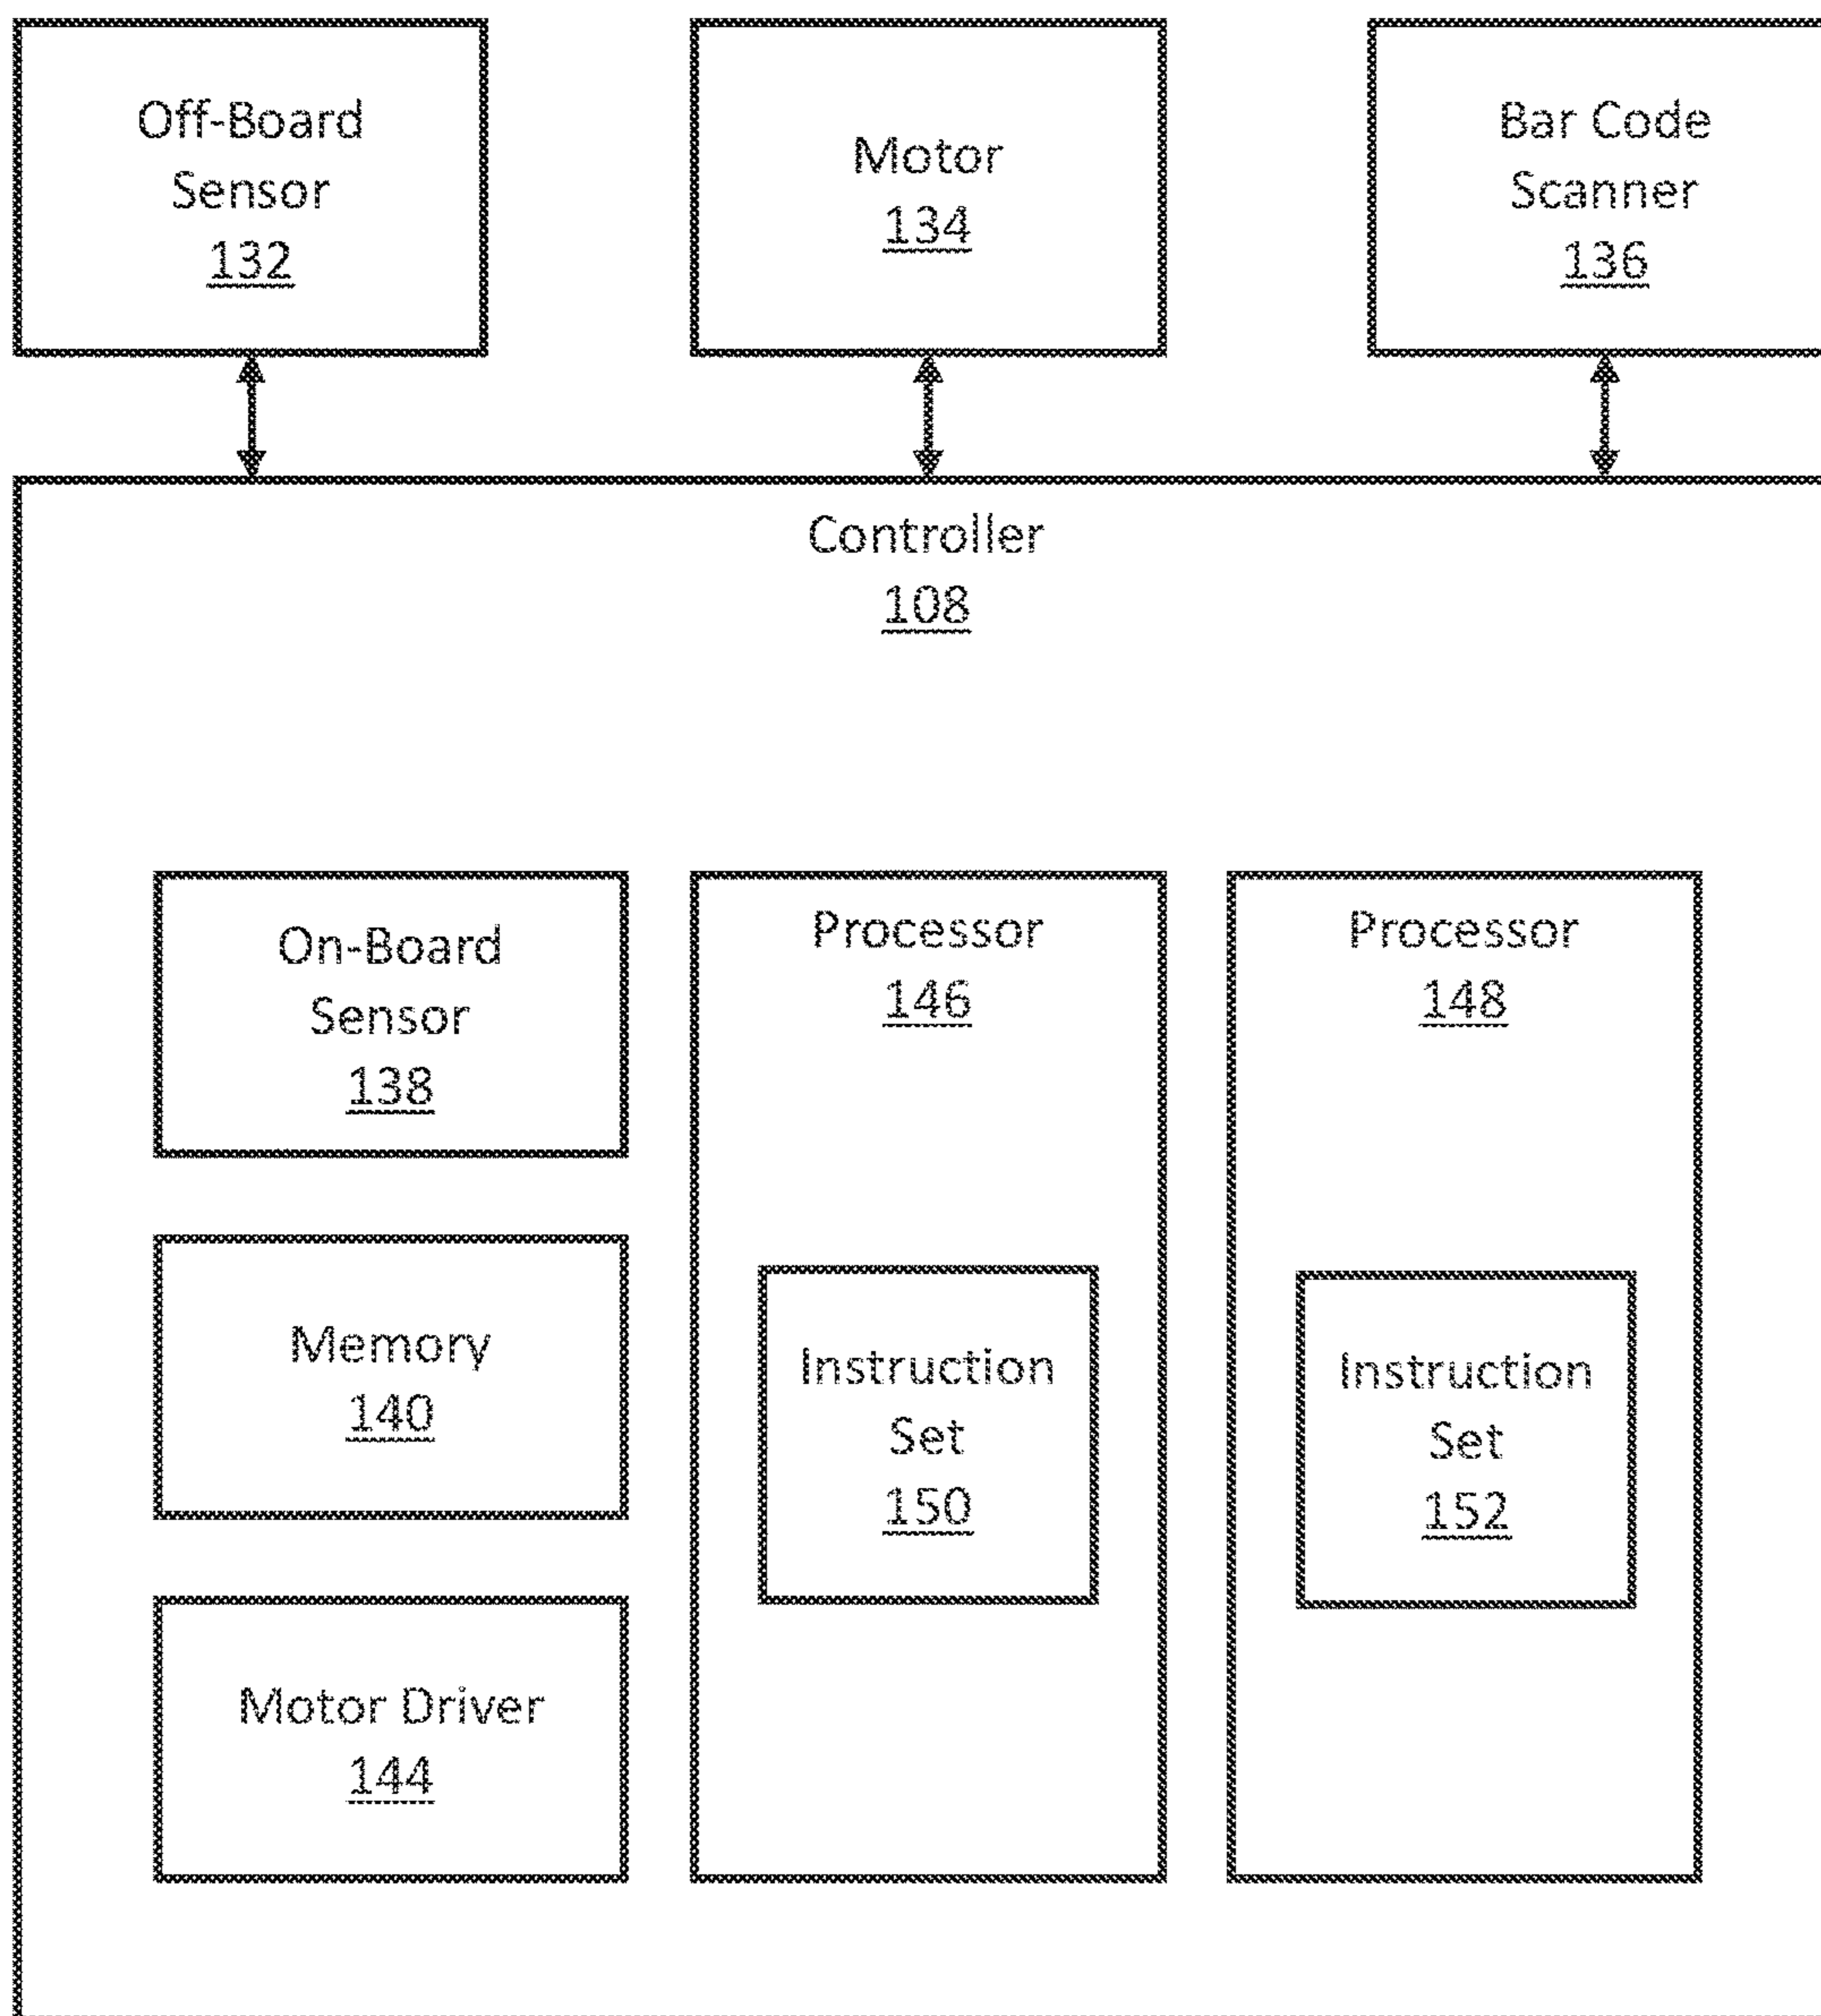 Off-Board
Sensor
132
Motor
134
Bar Code
Scanner
136
Controller
108
On-Board
Sensor
138
Memory
140
Motor Driver
144
Processor
146
Instruction
Set
150
Processor
148
Instruction
Set
152